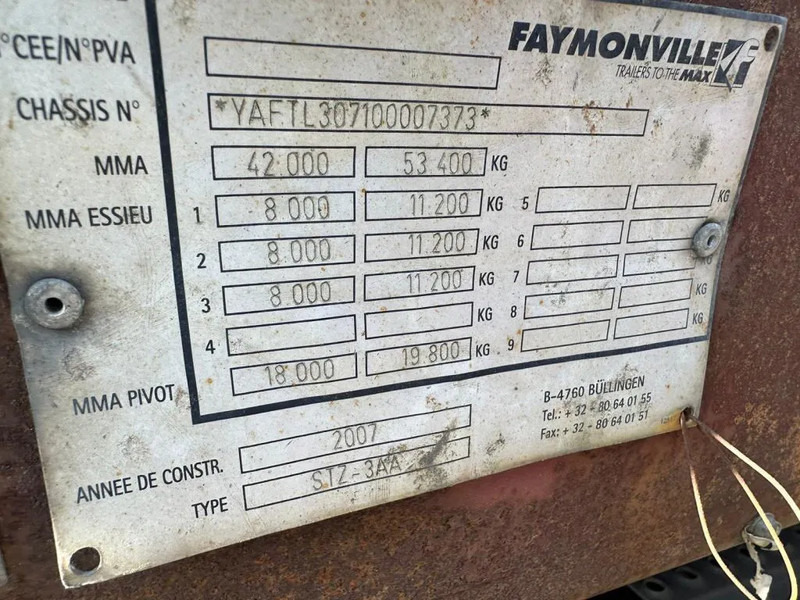 FAYMONVILLE
TRAILERS TO THE MAX
N°CEE/N°PVA
CHASSIS N° *YAFTL307100007373*
MMA 42.000 53 400 KG
MMA ESSIEU 1 8.000 11.200 KG 5 KG
2 8.000 11.200 KG 6
3 8.000 11.200 KG 7 KG
4 KG 8 KG
MMA PIVOT 18.000 19.800 KG 9 KG
B-4760 BÜLLINGEN
Tel.: + 32 - 80 64 01 55
Fax: + 32 - 80 64 01 51
ANNEE DE CONSTR. 2007
TYPE STZ-3AA